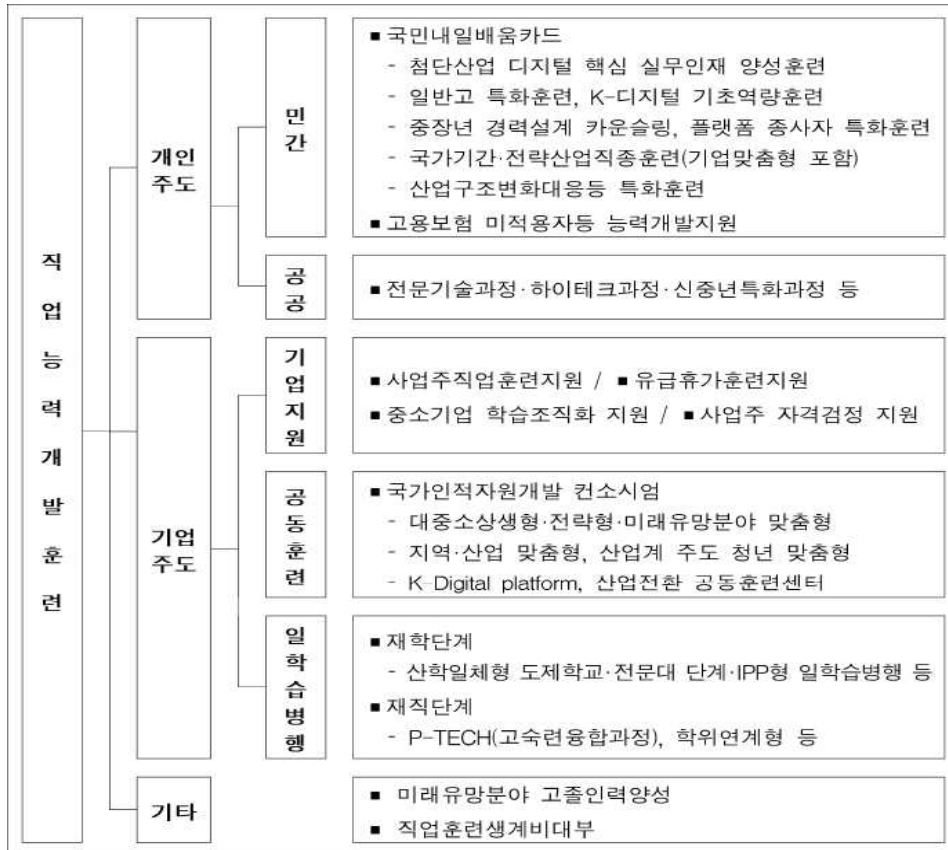 직업능력개발훈련
개인
주도
민간
■ 국민내일배움카드
- 첨단산업 디지털 핵심 실무인재 양성훈련
- 일반고 특화훈련, K-디지털 기초역량훈련
- 중장년 경력설계 카운슬링, 플랫폼 종사자 특화훈련
- 국가기간·전략산업직종훈련(기업맞춤형 포함)
- 산업구조변화대응등 특화훈련
■ 고용보험 미적용자등 능력개발지원
공공
■ 전문기술과정·하이테크과정·신중년특화과정 등
기업
주도
기업지원
■ 사업주직업훈련지원 / ■ 유급휴가훈련지원
■ 중소기업 학습조직화 지원 / ■ 사업주 자격검정 지원
공동훈련
■ 국가인적자원개발 컨소시엄
- 대중소상생형·전략형·미래유망분야 맞춤형
- 지역·산업 맞춤형, 산업계 주도 청년 맞춤형
- K-Digital platform, 산업전환 공동훈련센터
일학습병행
■ 재학단계
- 산학일체형 도제학교·전문대 단계·IPP형 일학습병행 등
■ 재직단계
- P-TECH(고숙련융합과정), 학위연계형 등
기타
■ 미래유망분야 고졸인력양성
■ 직업훈련생계비대부